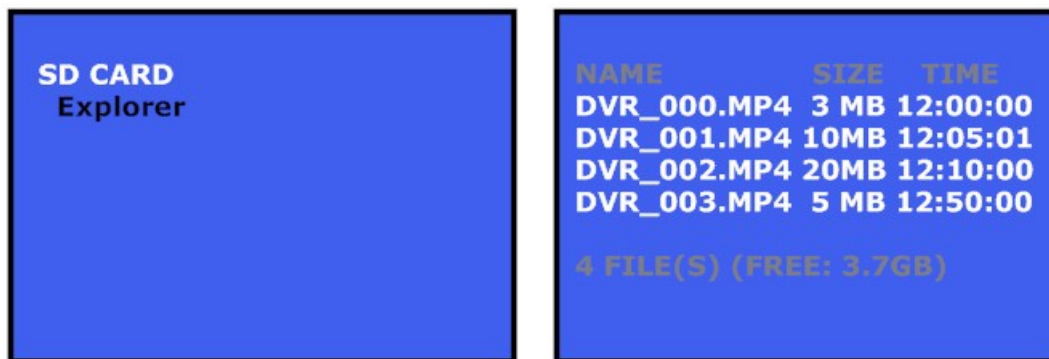 SD CARD
Explorer
NAME SIZE TIME
DVR_000.MP4 3 MB 12:00:00
DVR_001.MP4 10MB 12:05:01
DVR_002.MP4 20MB 12:10:00
DVR_003.MP4 5 MB 12:50:00
4 FILE(S) (FREE: 3.7GB)